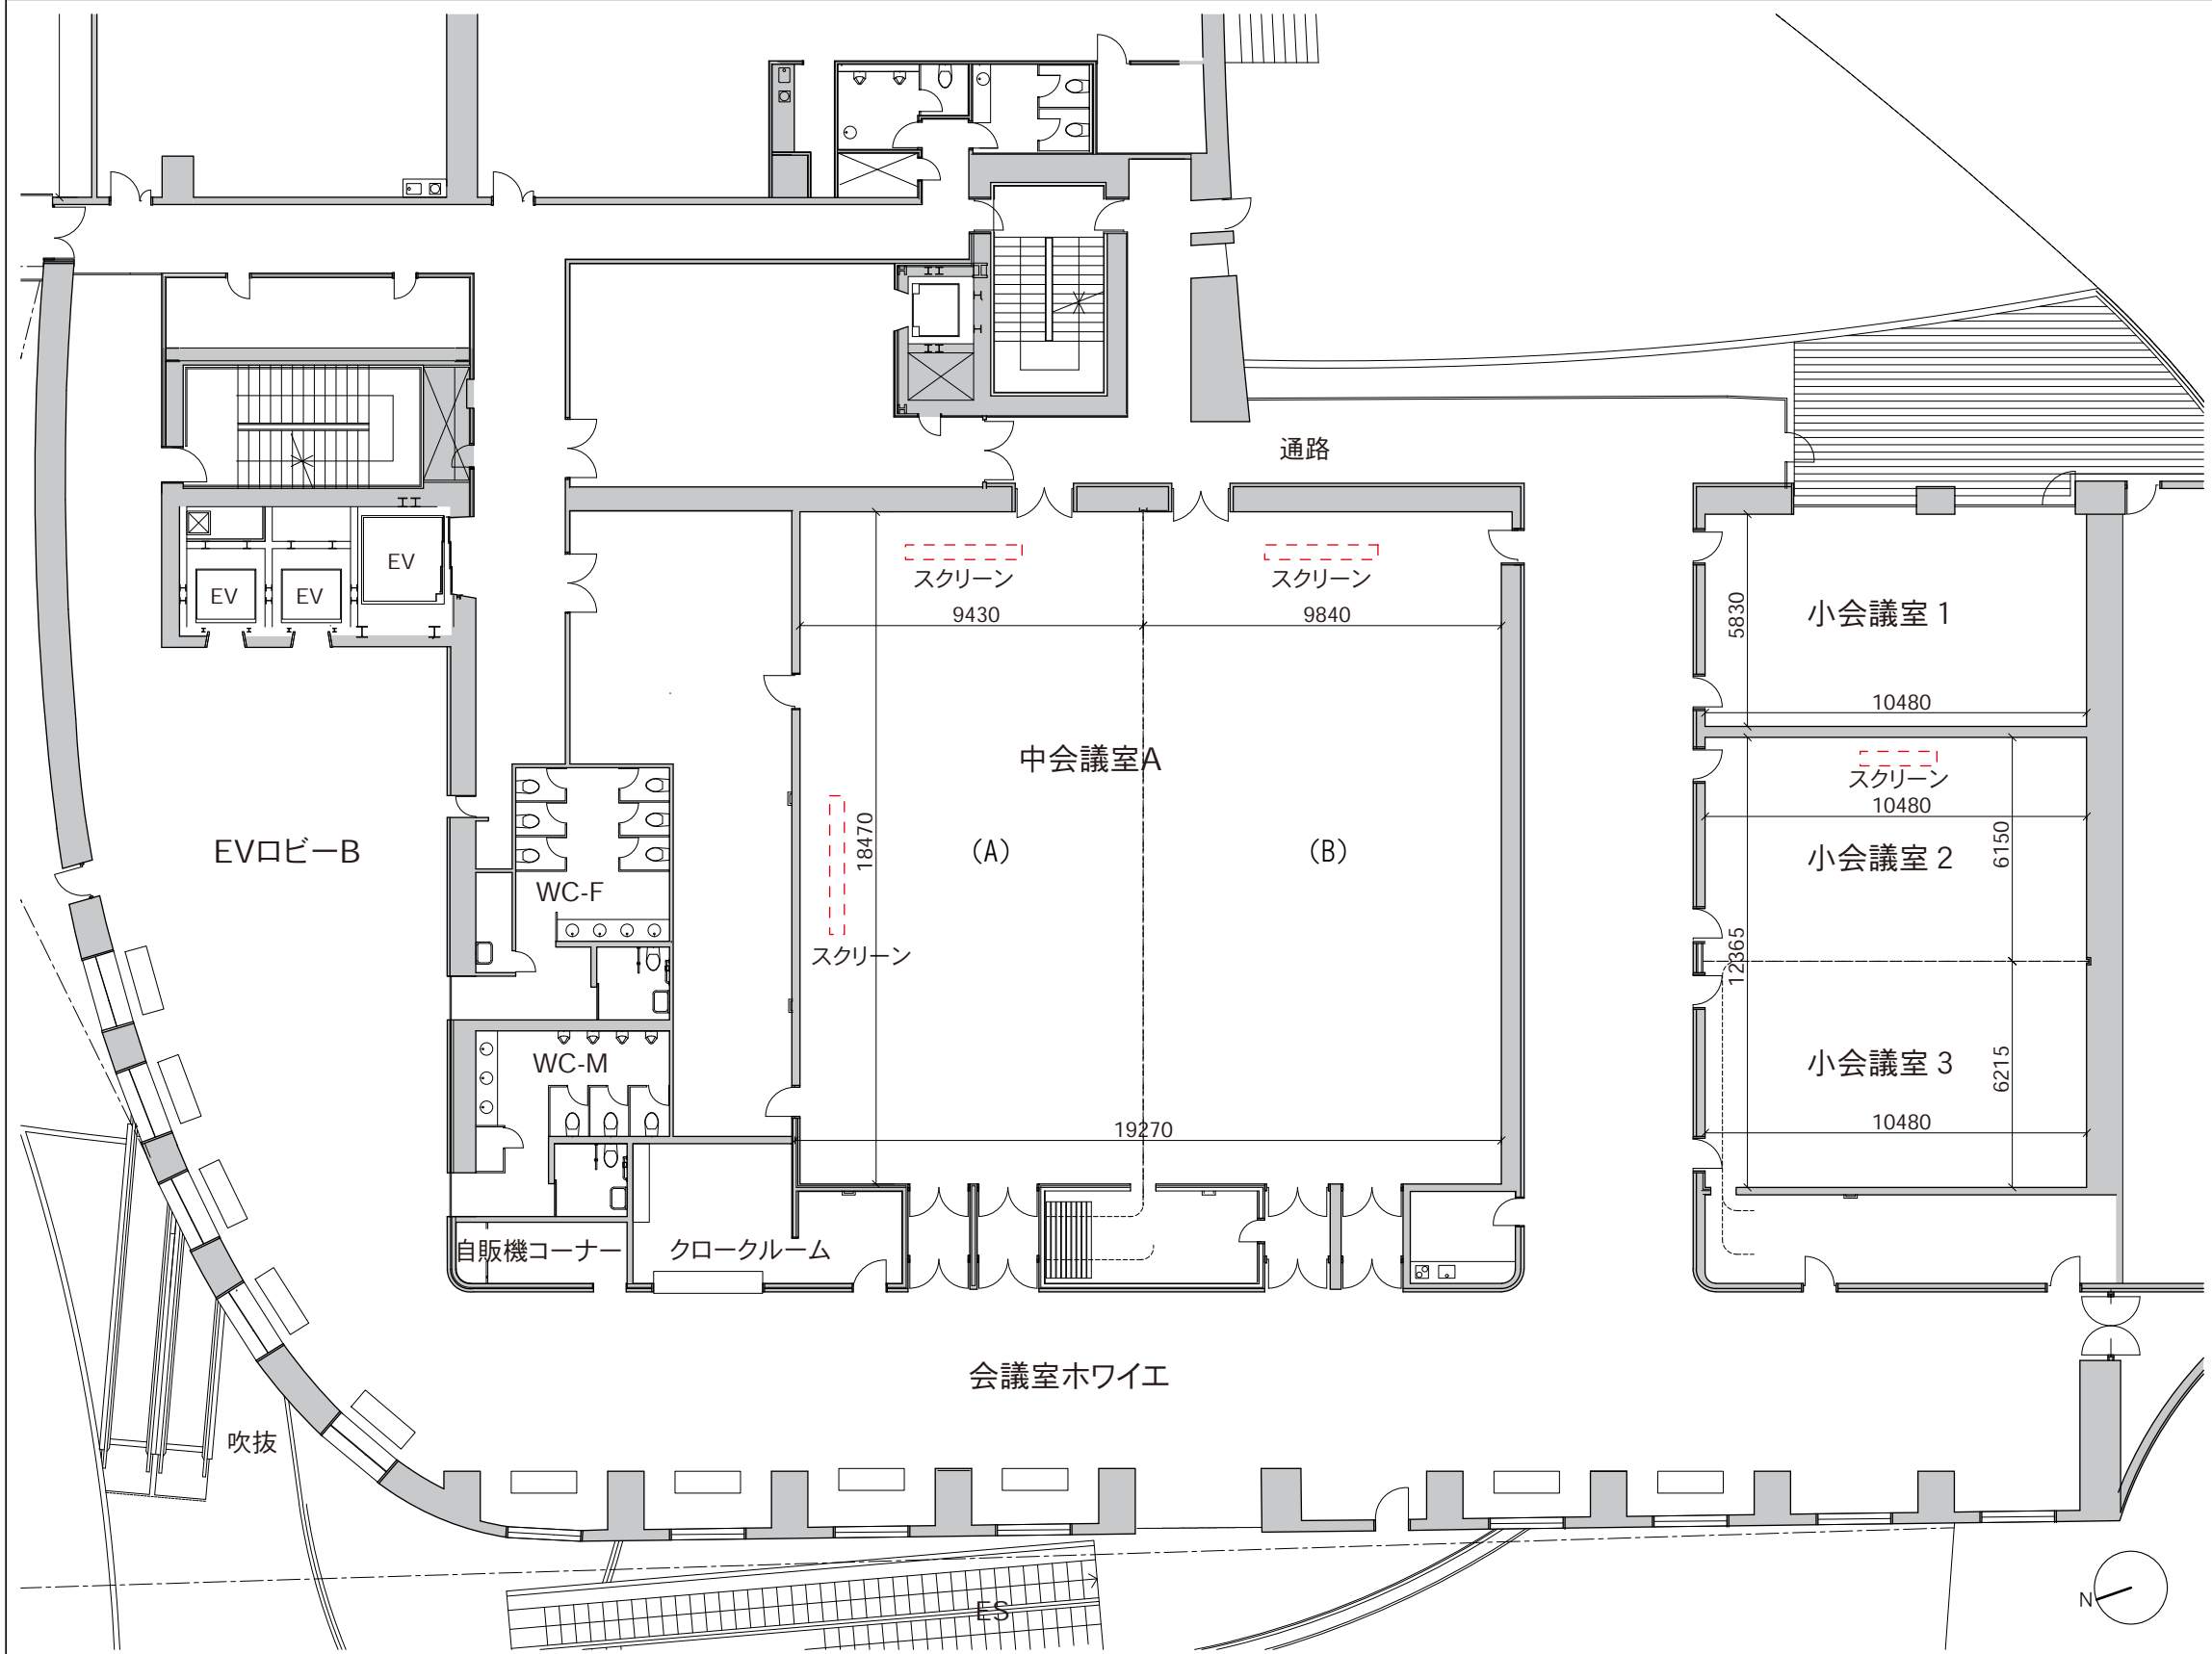 通路
EV
EV
EV
スクリーン
スクリーン
9430
9840
5830
小会議室 1
10480
中会議室A
スクリーン
10480
18470
(A)
(B)
EVロビーB
小会議室 2
6150
WC-F
スクリーン
12365
WC-M
小会議室 3
6215
19270
10480
自販機コーナー
クロークルーム
会議室ホワイエ
吹抜
ES
N